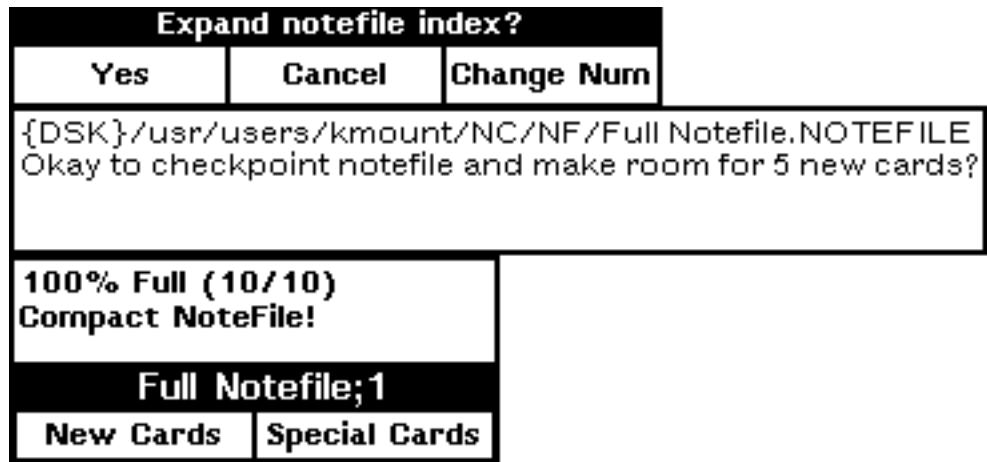 Expand notefile index?
Yes Cancel Change Num
{DSK}/usr/users/kmount/NC/NF/Full Notefile.NOTEFILE
Okay to checkpoint notefile and make room for 5 new cards?
100% Full (10/10)
Compact NoteFile!
Full Notefile;1
New Cards Special Cards